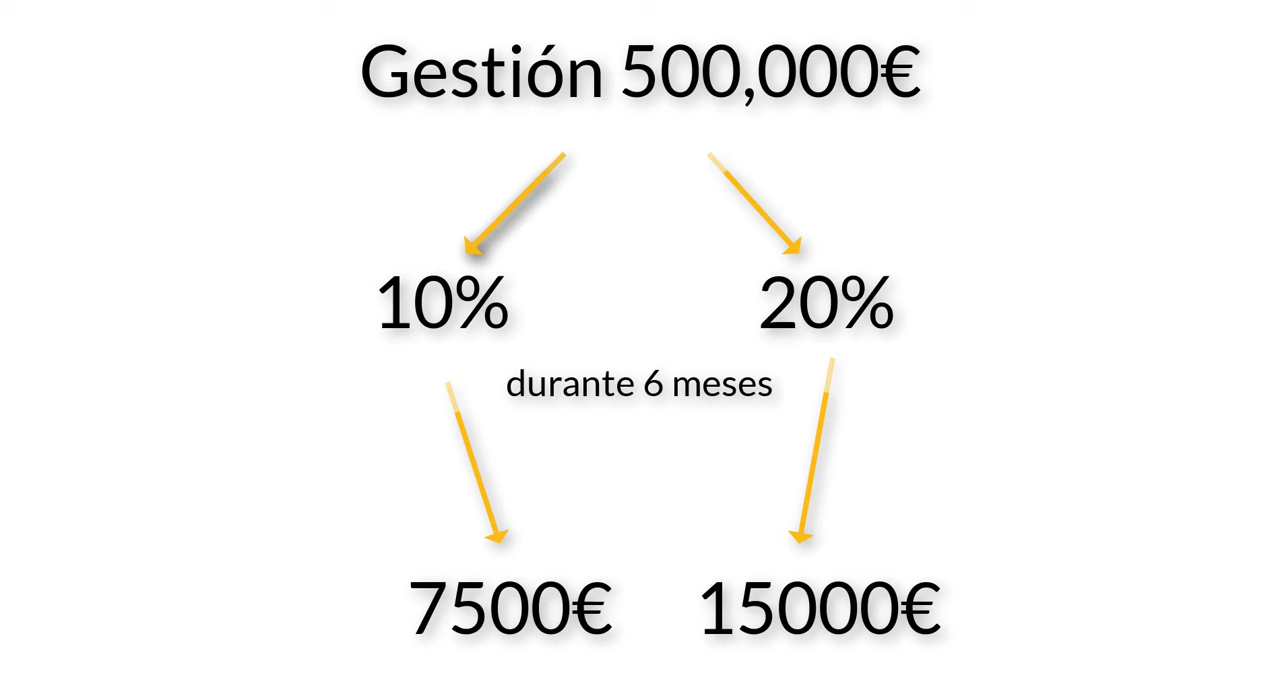 Gestión 500,000€
10% 20%
durante 6 meses
7500€ 15000€